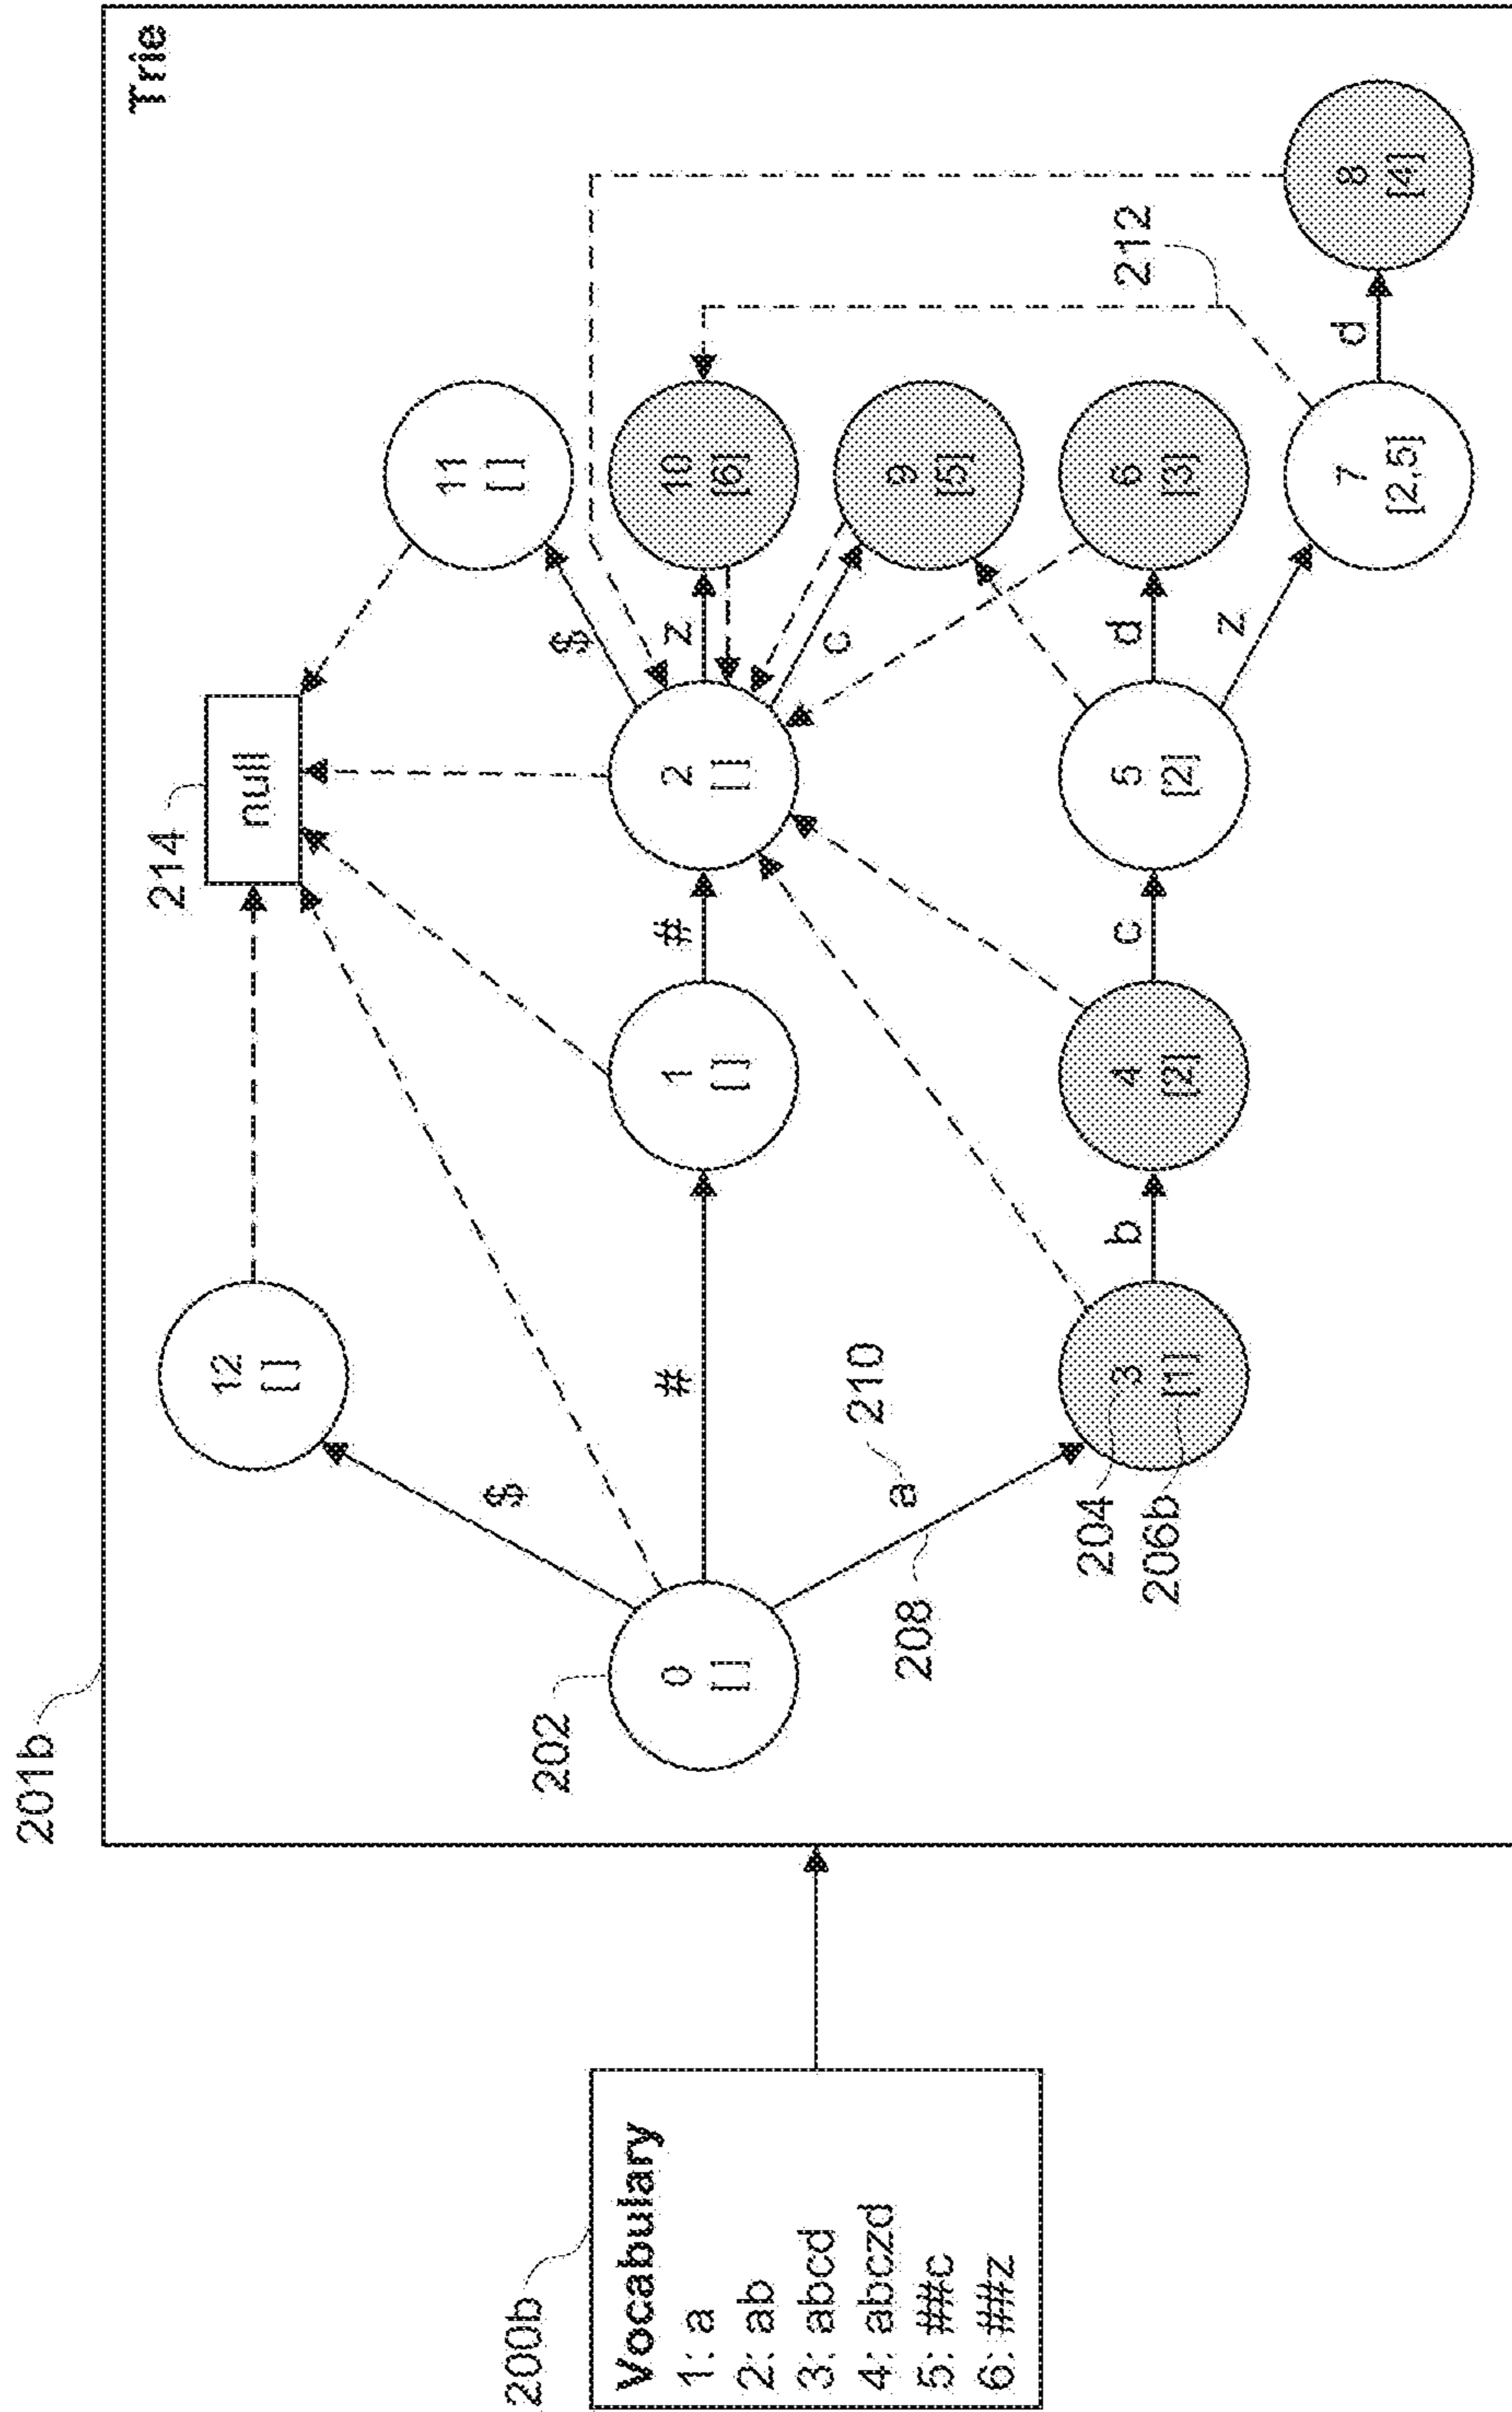 201b
Trie
200b
Vocabulary
1: a
2: ab
3: abcd
4: abczd
5: ##c
6: ##z
202
0
[ ]
$
#
a
208
210
12
[ ]
204
3
206b
[1]
1
[ ]
b
4
[2]
#
c
214
null
2
[ ]
5
[2]
$
z
c
d
z
11
[ ]
10
[6]
9
[5]
6
[3]
7
[2,5]
212
d
8
[4]